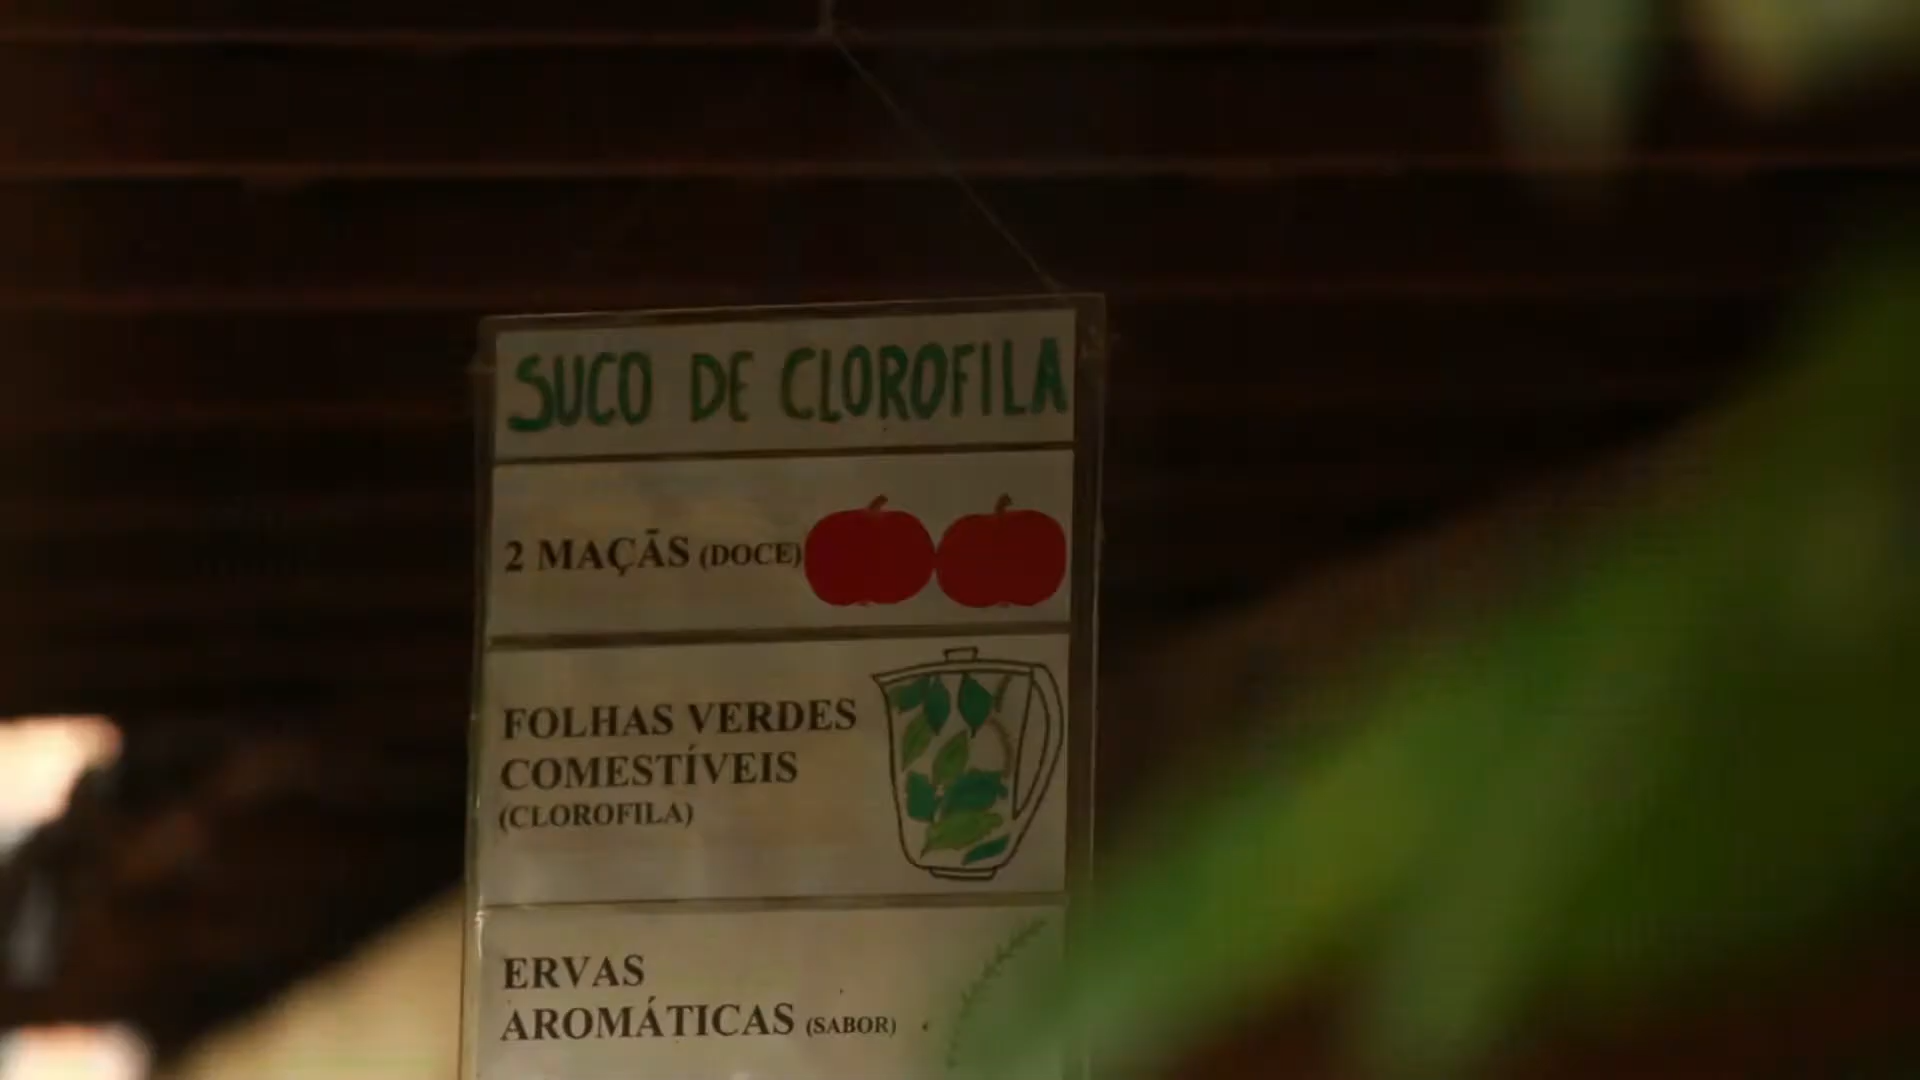 SUCO DE CLOROFILA
2 MAÇÃS (DOCE)
FOLHAS VERDES
COMESTÍVEIS
(CLOROFILA)
ERVAS
AROMÁTICAS (SABOR)